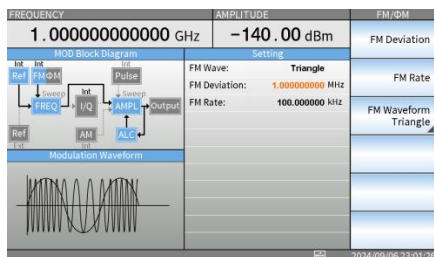 FREQUENCY
1.000000000000 GHz
AMPLITUDE
-140.00 dBm
FM/ΦM
MOD Block Diagram
Int
Int
Ref
FMΦM
Int
Pulse
Sweep
Sweep
FREQ
Int
I/Q
AMPL
Output
Ref
Ext
AM
Int
ALC
Modulation Waveform
Setting
FM Wave: Triangle
FM Deviation: 1.000000000 MHz
FM Rate: 100.000000 kHz
FM Deviation
FM Rate
FM Waveform
Triangle
2024/09/06 23:01:26